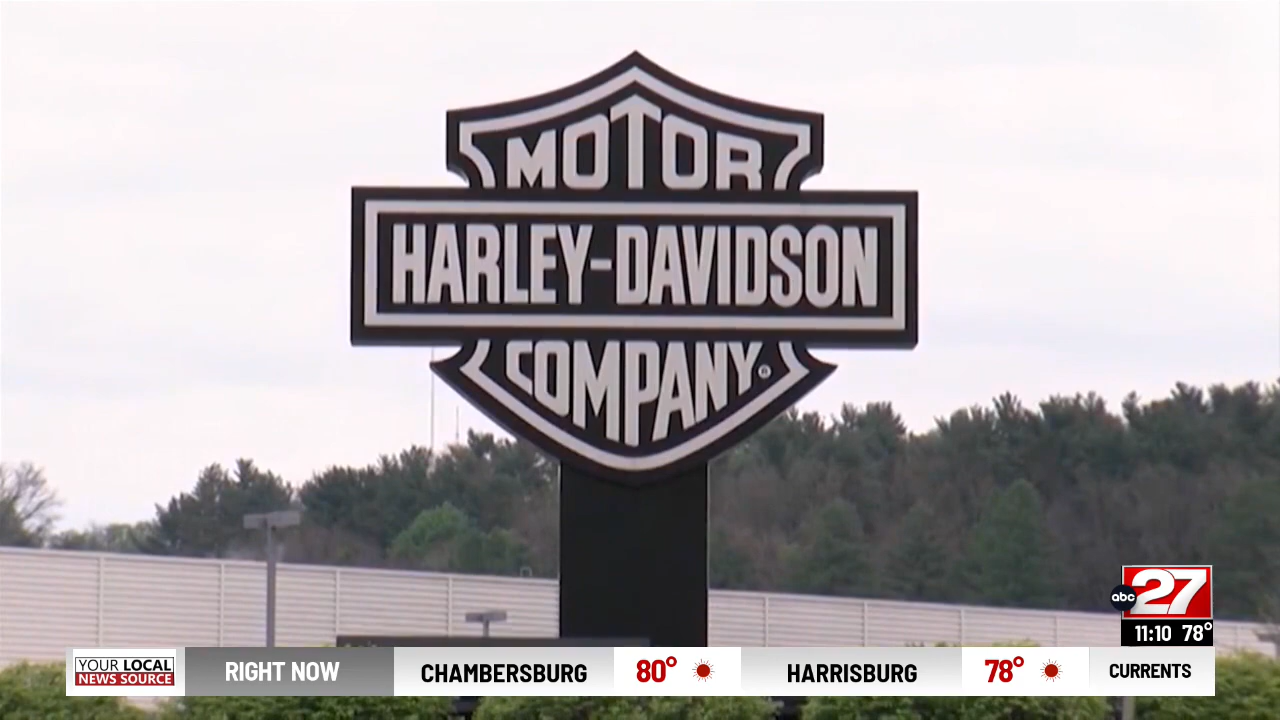 MOTOR
HARLEY-DAVIDSON
COMPANY®
abc 27
11:10 78°
YOUR LOCAL
NEWS SOURCE
RIGHT NOW
CHAMBERSBURG 80°
HARRISBURG 78°
CURRENTS